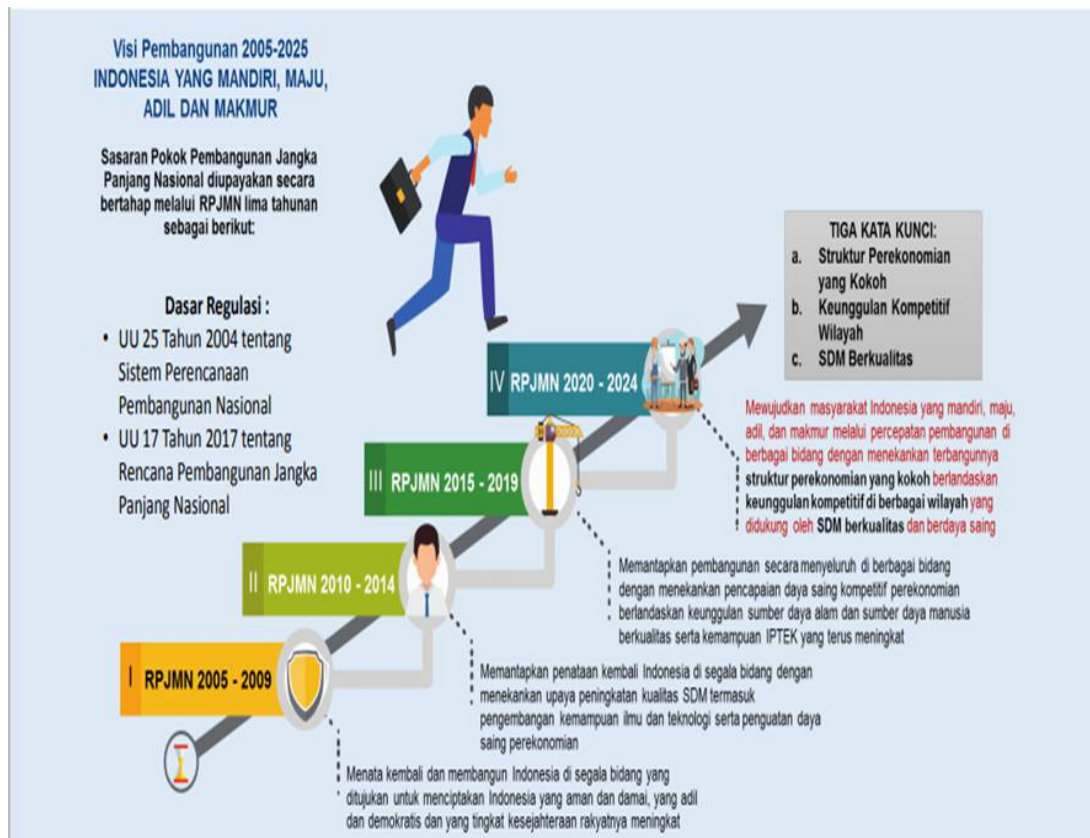 Visi Pembangunan 2005-2025
INDONESIA YANG MANDIRI, MAJU,
ADIL DAN MAKMUR
Sasaran Pokok Pembangunan Jangka
Panjang Nasional diupayakan secara
bertahap melalui RPJMN lima tahunan
sebagai berikut:
Dasar Regulasi :
• UU 25 Tahun 2004 tentang
Sistem Perencanaan
Pembangunan Nasional
• UU 17 Tahun 2017 tentang
Rencana Pembangunan Jangka
Panjang Nasional
TIGA KATA KUNCI:
a. Struktur Perekonomian
yang Kokoh
b. Keunggulan Kompetitif
Wilayah
c. SDM Berkualitas
IV RPJMN 2020 - 2024
Mewujudkan masyarakat Indonesia yang mandiri, maju,
adil, dan makmur melalui percepatan pembangunan di
berbagai bidang dengan menekankan terbangunnya
struktur perekonomian yang kokoh berlandaskan
keunggulan kompetitif di berbagai wilayah yang
didukung oleh SDM berkualitas dan berdaya saing
III RPJMN 2015 - 2019
Memantapkan pembangunan secara menyeluruh di berbagai bidang
dengan menekankan pencapaian daya saing kompetitif perekonomian
berlandaskan keunggulan sumber daya alam dan sumber daya manusia
berkualitas serta kemampuan IPTEK yang terus meningkat
II RPJMN 2010 - 2014
Memantapkan penataan kembali Indonesia di segala bidang dengan
menekankan upaya peningkatan kualitas SDM termasuk
pengembangan kemampuan ilmu dan teknologi serta penguatan daya
saing perekonomian
I RPJMN 2005 - 2009
Menata kembali dan membangun Indonesia di segala bidang yang
ditujukan untuk menciptakan Indonesia yang aman dan damai, yang adil
dan demokratis dan yang tingkat kesejahteraan rakyatnya meningkat